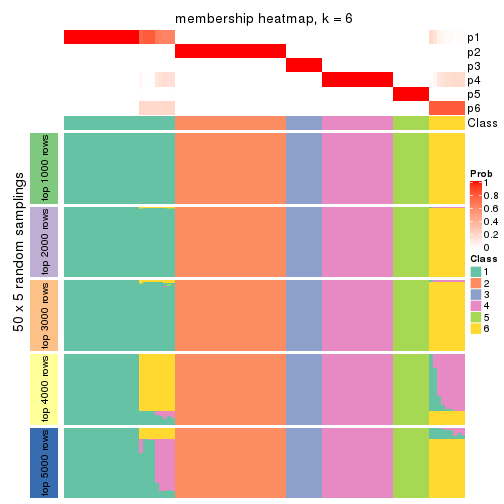 membership heatmap, k = 6
p1
p2
p3
p4
p5
p6
Class
50 x 5 random samplings
top 1000 rows
top 2000 rows
top 3000 rows
top 4000 rows
top 5000 rows
Prob
1
0.8
0.6
0.4
0.2
0
Class
1
2
3
4
5
6